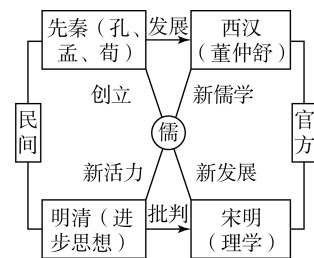 先秦（孔、
孟、荀）
发展
西汉
（董仲舒）
创立
新儒学
民间
儒
官方
新活力
新发展
明清（进
步思想）
批判
宋明
（理学）